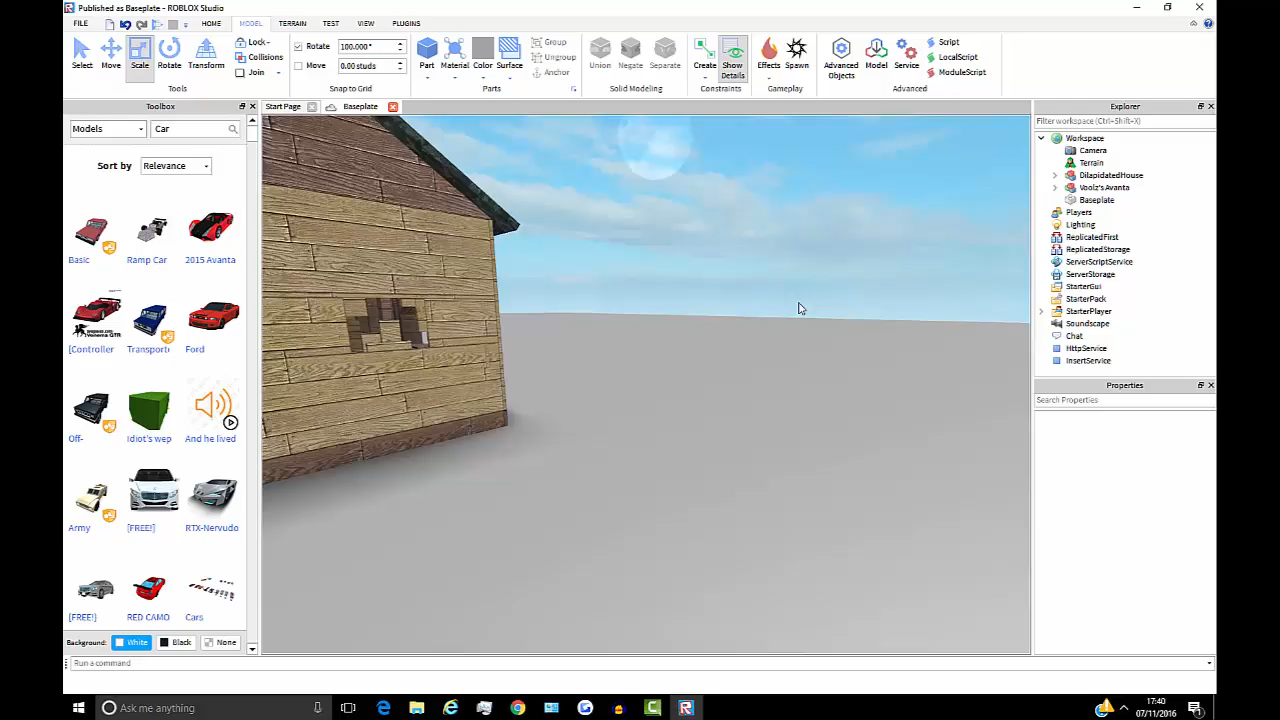 Published as Baseplate - ROBLOX Studio
FILE HOME MODEL TERRAIN TEST VIEW PLUGINS
Select Move Scale Rotate Transform
Lock
Collisions
Join
Tools
Rotate 100.000°
Move 0.00 studs
Snap to Grid
Part Material Color Surface
Group
Ungroup
Anchor
Parts
Union Negate Separate
Solid Modeling
Create Show Details
Constraints
Effects Spawn
Gameplay
Advanced Objects Model Service
Script
LocalScript
ModuleScript
Advanced
Toolbox
Start Page Baseplate
Models Car
Sort by Relevance
Basic Ramp Car 2015 Avanta
[Controller Transporti Ford
Off- Idiot's wep And he lived
Army [FREE!] RTX-Nervudo
[FREE!] RED CAMO Cars
Background: White Black None
Explorer
Filter workspace (Ctrl+Shift+X)
Workspace
Camera
Terrain
DilapidatedHouse
Voolz's Avanta
Baseplate
Players
Lighting
ReplicatedFirst
ReplicatedStorage
ServerScriptService
ServerStorage
StarterGui
StarterPack
StarterPlayer
Soundscape
Chat
HttpService
InsertService
Properties
Search Properties
Run a command
Ask me anything
17:40
07/11/2016